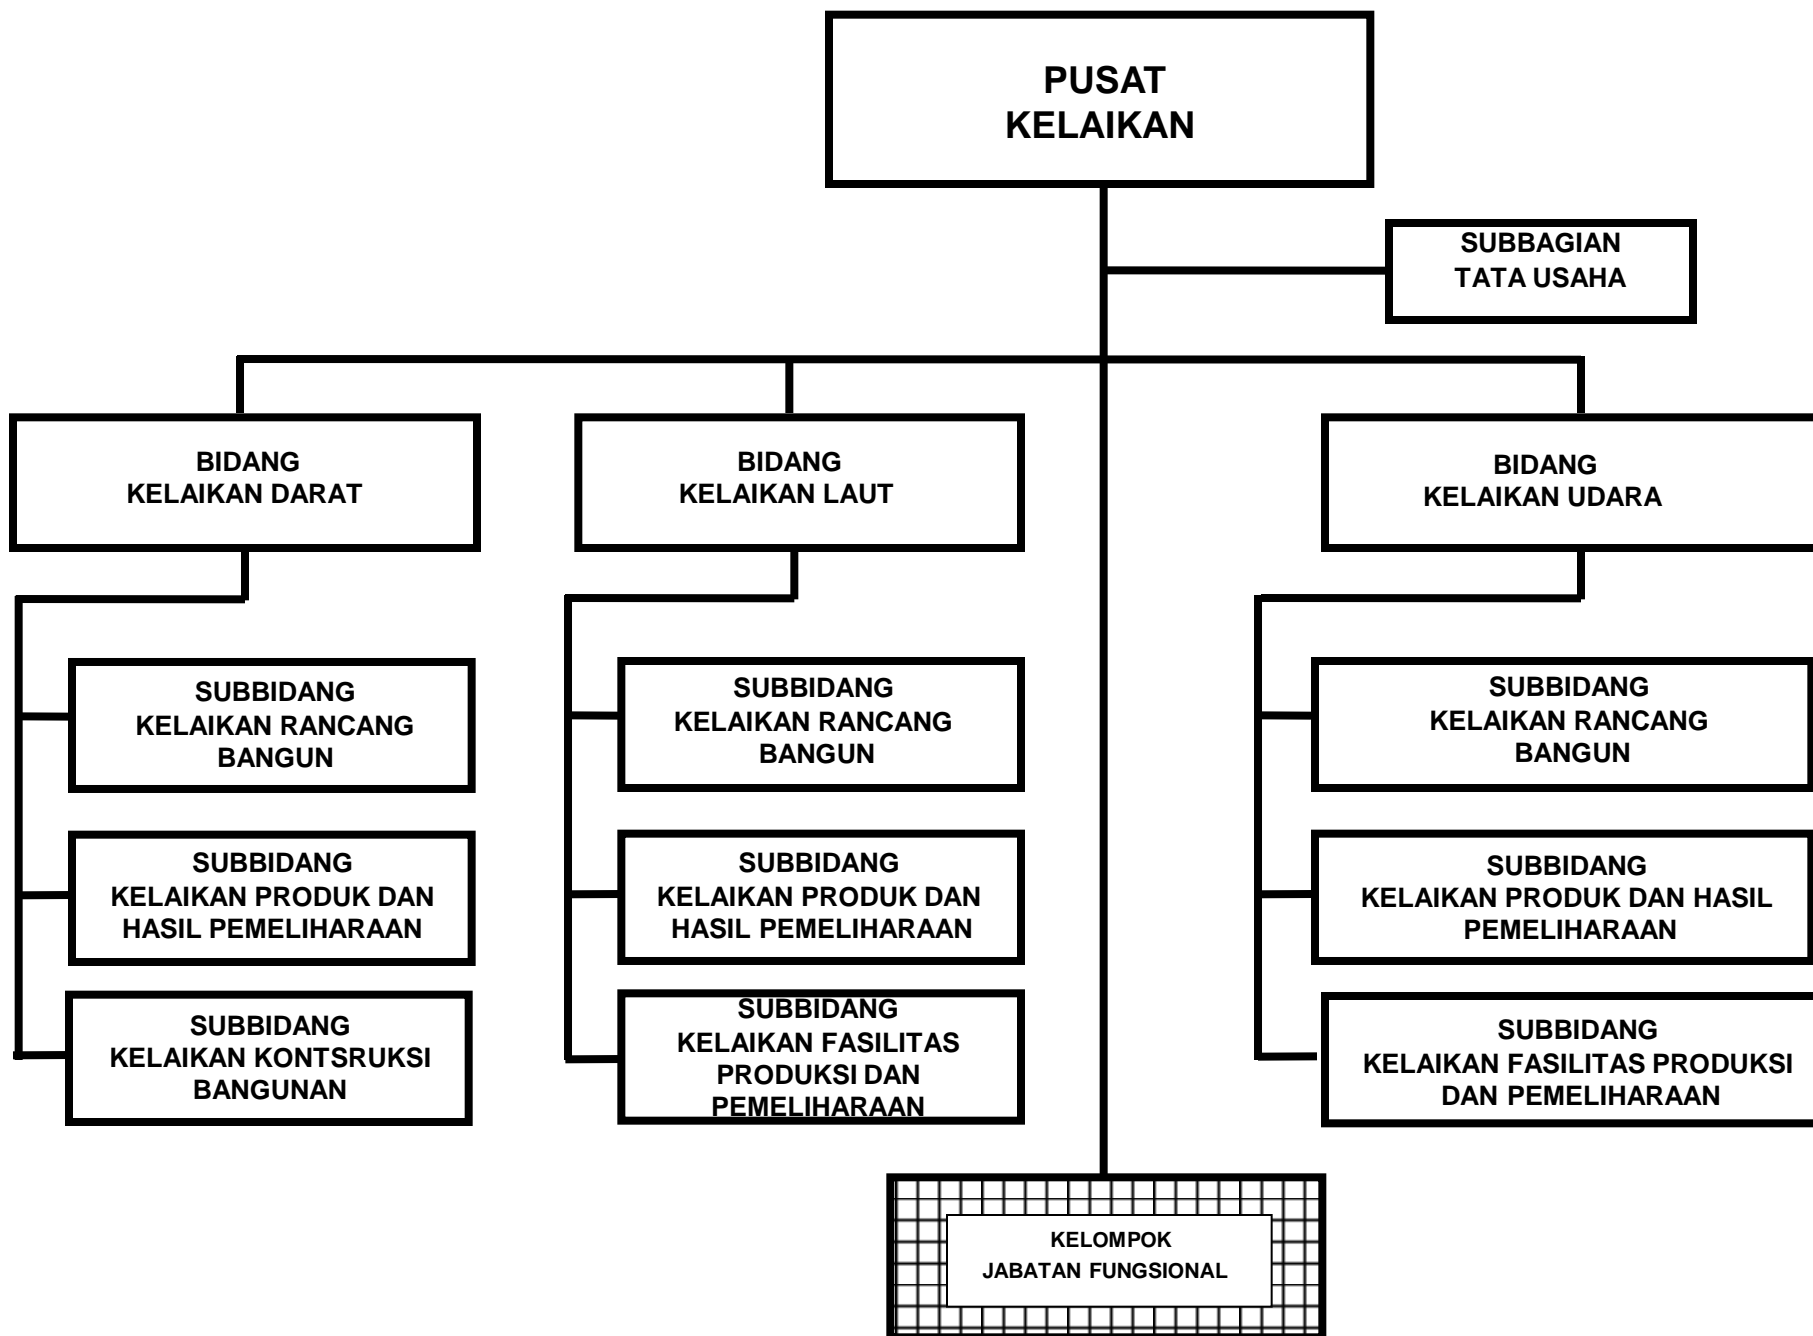 PUSAT
KELAIKAN
SUBBAGIAN
TATA USAHA
BIDANG
KELAIKAN DARAT
BIDANG
KELAIKAN LAUT
BIDANG
KELAIKAN UDARA
SUBBIDANG
KELAIKAN RANCANG
BANGUN
SUBBIDANG
KELAIKAN RANCANG
BANGUN
SUBBIDANG
KELAIKAN RANCANG
BANGUN
SUBBIDANG
KELAIKAN PRODUK DAN
HASIL PEMELIHARAAN
SUBBIDANG
KELAIKAN PRODUK DAN
HASIL PEMELIHARAAN
SUBBIDANG
KELAIKAN PRODUK DAN HASIL
PEMELIHARAAN
SUBBIDANG
KELAIKAN KONTSRUKSI
BANGUNAN
SUBBIDANG
KELAIKAN FASILITAS
PRODUKSI DAN
PEMELIHARAAN
SUBBIDANG
KELAIKAN FASILITAS PRODUKSI
DAN PEMELIHARAAN
KELOMPOK
JABATAN FUNGSIONAL